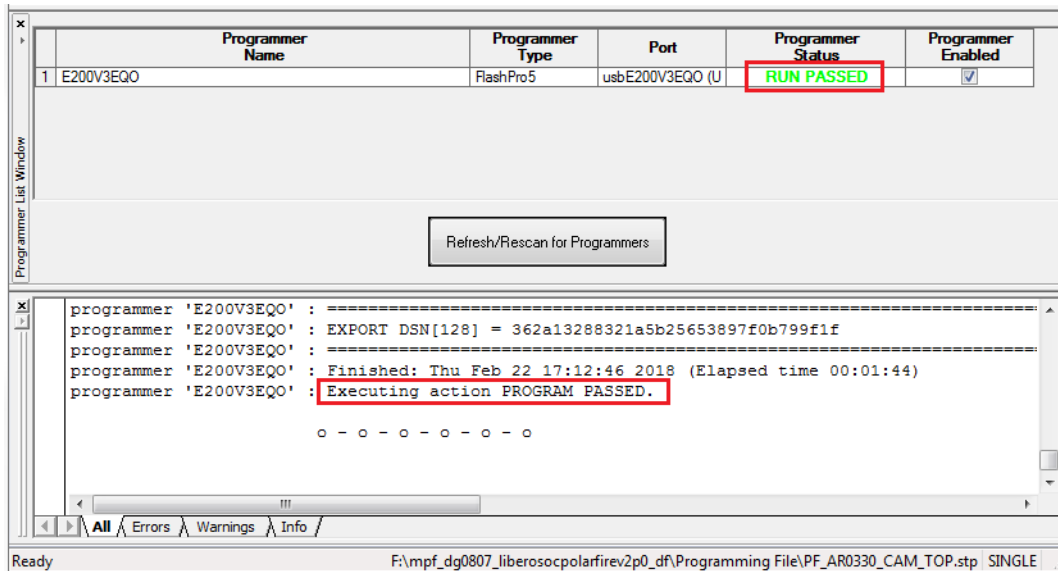 Programmer Name
Programmer Type
Port
Programmer Status
Programmer Enabled
1 E200V3EQO FlashPro5 usbE200V3EQO (U RUN PASSED
Programmer List Window
Refresh/Rescan for Programmers
programmer 'E200V3EQO' : =====================================================================
programmer 'E200V3EQO' : EXPORT DSN[128] = 362a13288321a5b25653897f0b799f1f
programmer 'E200V3EQO' : =====================================================================
programmer 'E200V3EQO' : Finished: Thu Feb 22 17:12:46 2018 (Elapsed time 00:01:44)
programmer 'E200V3EQO' : Executing action PROGRAM PASSED.
o - o - o - o - o - o
All Errors Warnings Info
Ready F:\mpf_dg0807_liberosocpolarfirev2p0_df\Programming File\PF_AR0330_CAM_TOP.stp SINGLE